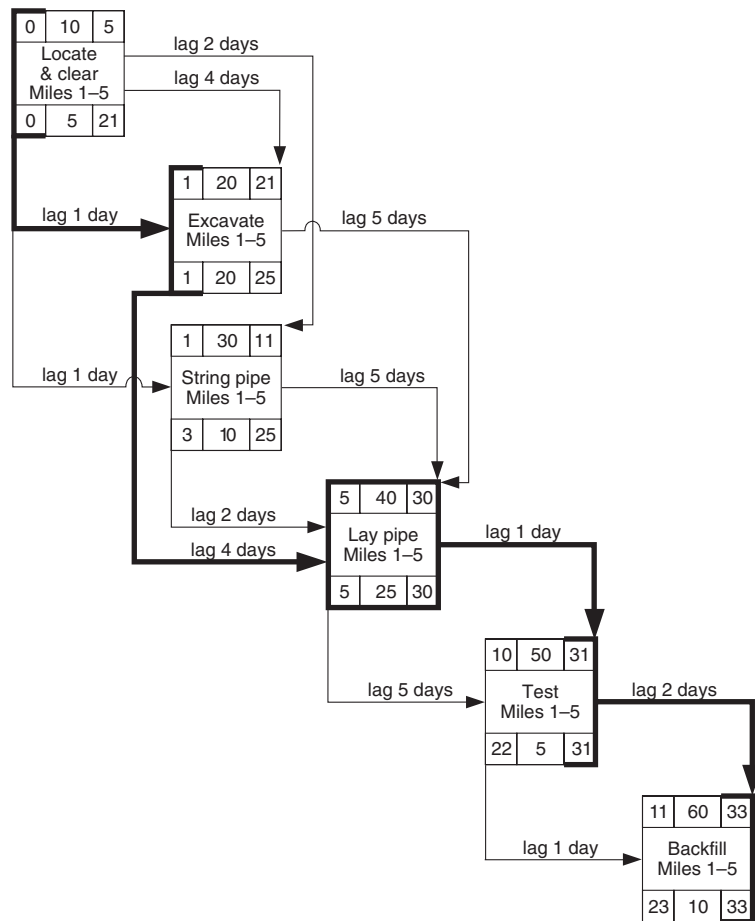 0 10 5
lag 2 days
Locate
& clear
Miles 1–5
lag 4 days
0 5 21
lag 1 day
1 20 21
Excavate
Miles 1–5
lag 5 days
1 20 25
1 30 11
lag 1 day
String pipe
Miles 1–5
lag 5 days
3 10 25
5 40 30
lag 2 days
Lay pipe
Miles 1–5
lag 1 day
lag 4 days
5 25 30
10 50 31
lag 5 days
Test
Miles 1–5
lag 2 days
22 5 31
11 60 33
lag 1 day
Backfill
Miles 1–5
23 10 33